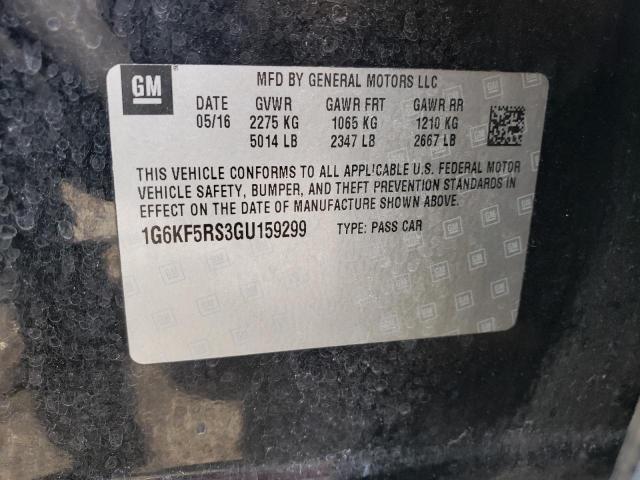 GM
MFD BY GENERAL MOTORS LLC
DATE GVWR GAWR FRT GAWR RR
05/16 2275 KG 1065 KG 1210 KG
5014 LB 2347 LB 2667 LB
THIS VEHICLE CONFORMS TO ALL APPLICABLE U.S. FEDERAL MOTOR
VEHICLE SAFETY, BUMPER, AND THEFT PREVENTION STANDARDS IN
EFFECT ON THE DATE OF MANUFACTURE SHOWN ABOVE.
1G6KF5RS3GU159299 TYPE: PASS CAR